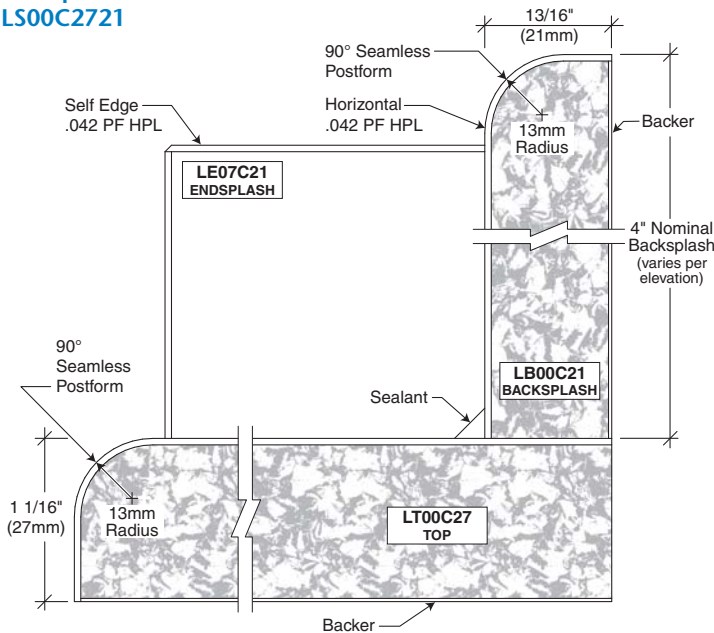 LS00C2721
13/16"
(21mm)
90° Seamless
Postform
Self Edge
.042 PF HPL
Horizontal
.042 PF HPL
Backer
13mm
Radius
LE07C21
ENDSPLASH
4" Nominal
Backsplash
(varies per
elevation)
90°
Seamless
Postform
LB00C21
BACKSPLASH
Sealant
1 1/16"
(27mm)
13mm
Radius
LT00C27
TOP
Backer